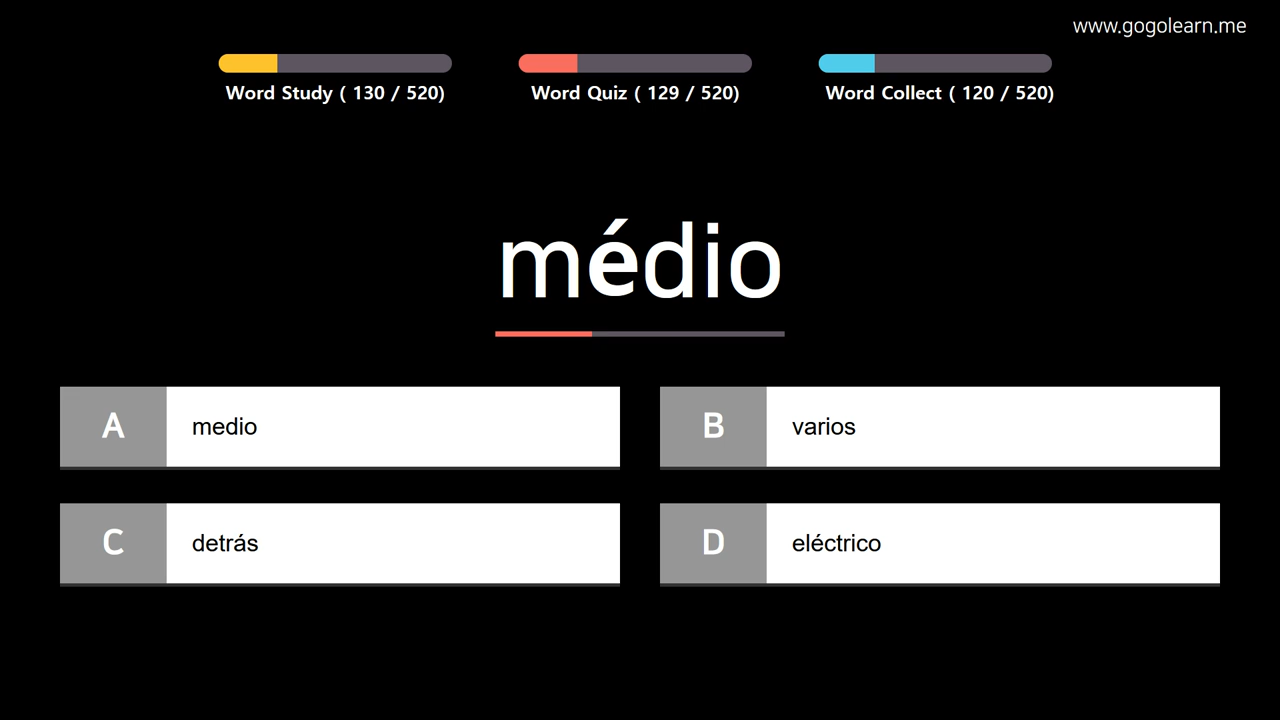 www.gogolearn.me
Word Study ( 130 / 520)
Word Quiz ( 129 / 520)
Word Collect ( 120 / 520)
médio
A medio
B varios
C detrás
D eléctrico